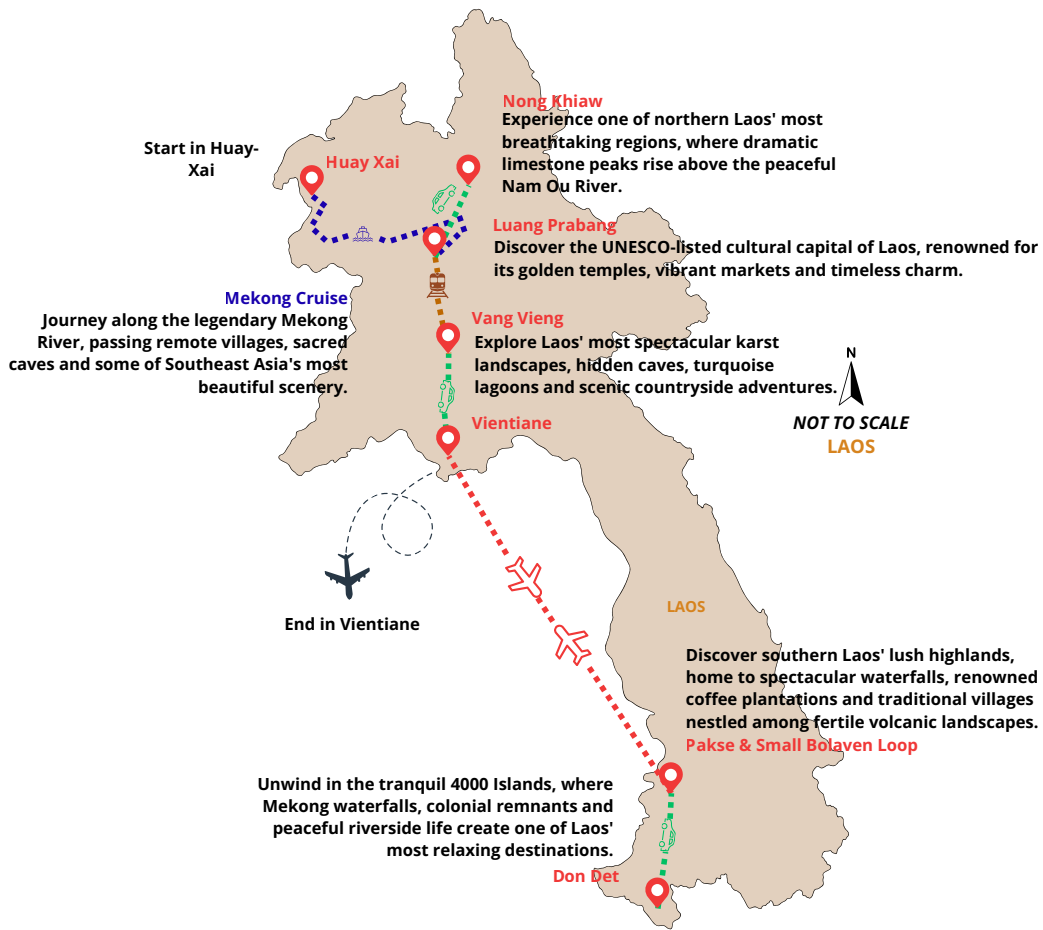 Nong Khiaw
Experience one of northern Laos' most
breathtaking regions, where dramatic
limestone peaks rise above the peaceful
Nam Ou River.
Start in Huay-
Xai
Huay Xai
Luang Prabang
Discover the UNESCO-listed cultural capital of Laos, renowned for
its golden temples, vibrant markets and timeless charm.
Mekong Cruise
Journey along the legendary Mekong
River, passing remote villages, sacred
caves and some of Southeast Asia's most
beautiful scenery.
Vang Vieng
Explore Laos' most spectacular karst
landscapes, hidden caves, turquoise
lagoons and scenic countryside adventures.
N
NOT TO SCALE
LAOS
Vientiane
End in Vientiane
LAOS
Discover southern Laos' lush highlands,
home to spectacular waterfalls, renowned
coffee plantations and traditional villages
nestled among fertile volcanic landscapes.
Pakse & Small Bolaven Loop
Unwind in the tranquil 4000 Islands, where
Mekong waterfalls, colonial remnants and
peaceful riverside life create one of Laos'
most relaxing destinations.
Don Det